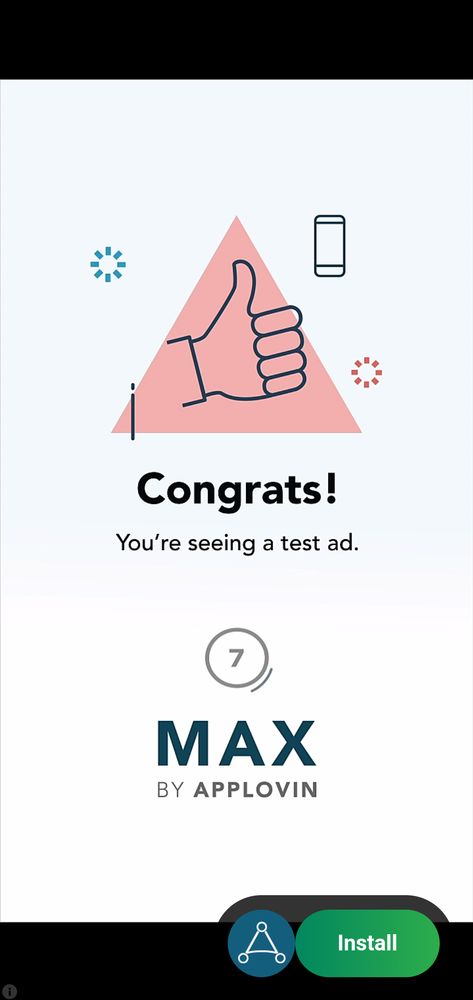 Congrats!
You're seeing a test ad.
7
MAX
BY APPLOVIN
Install